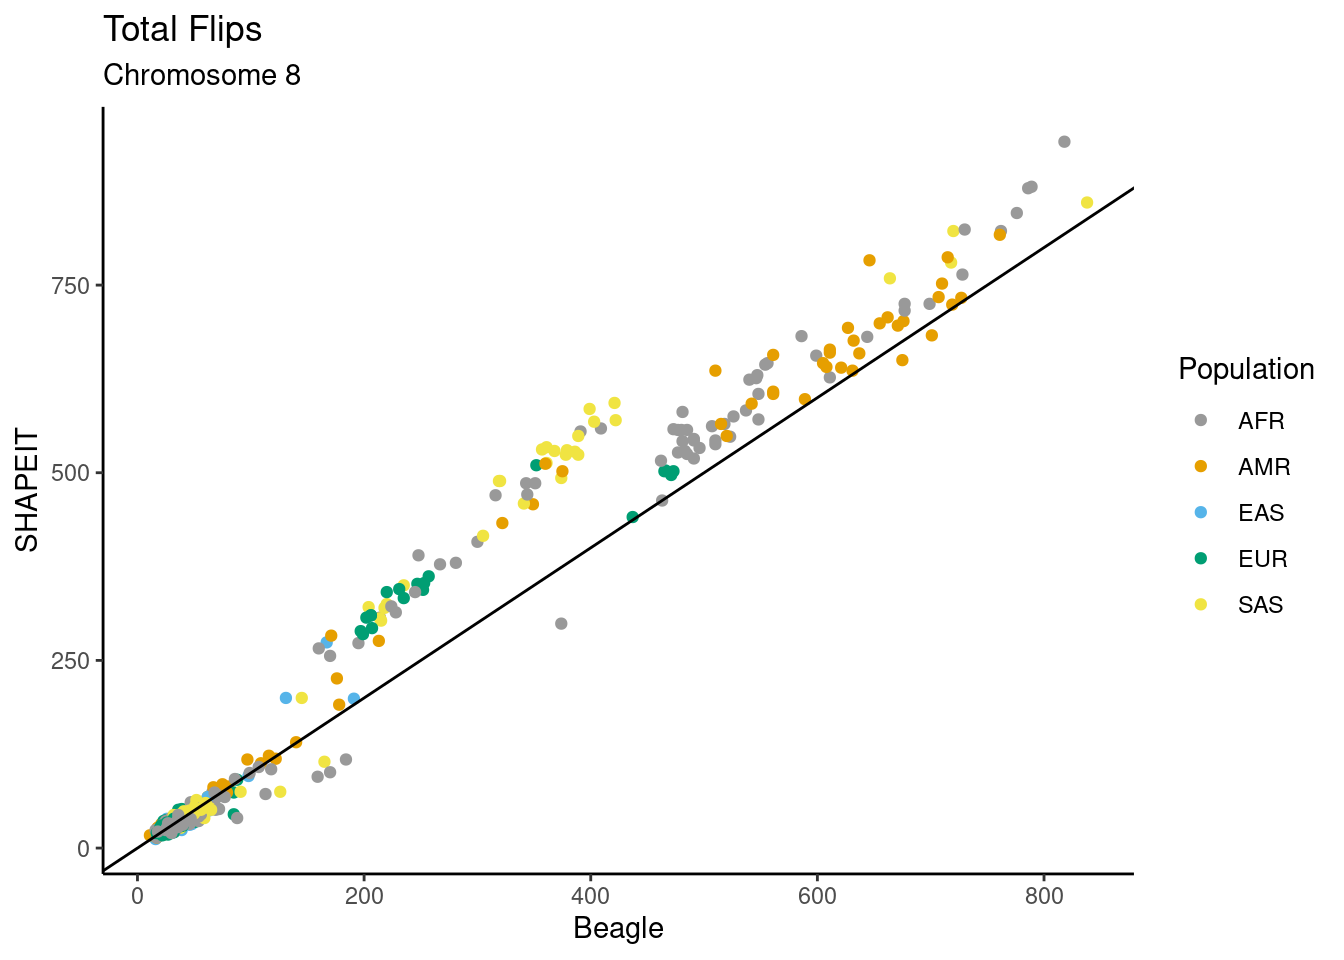 Total Flips
Chromosome 8
SHAPEIT
750
500
250
0
0 200 400 600 800
Beagle
Population
AFR
AMR
EAS
EUR
SAS